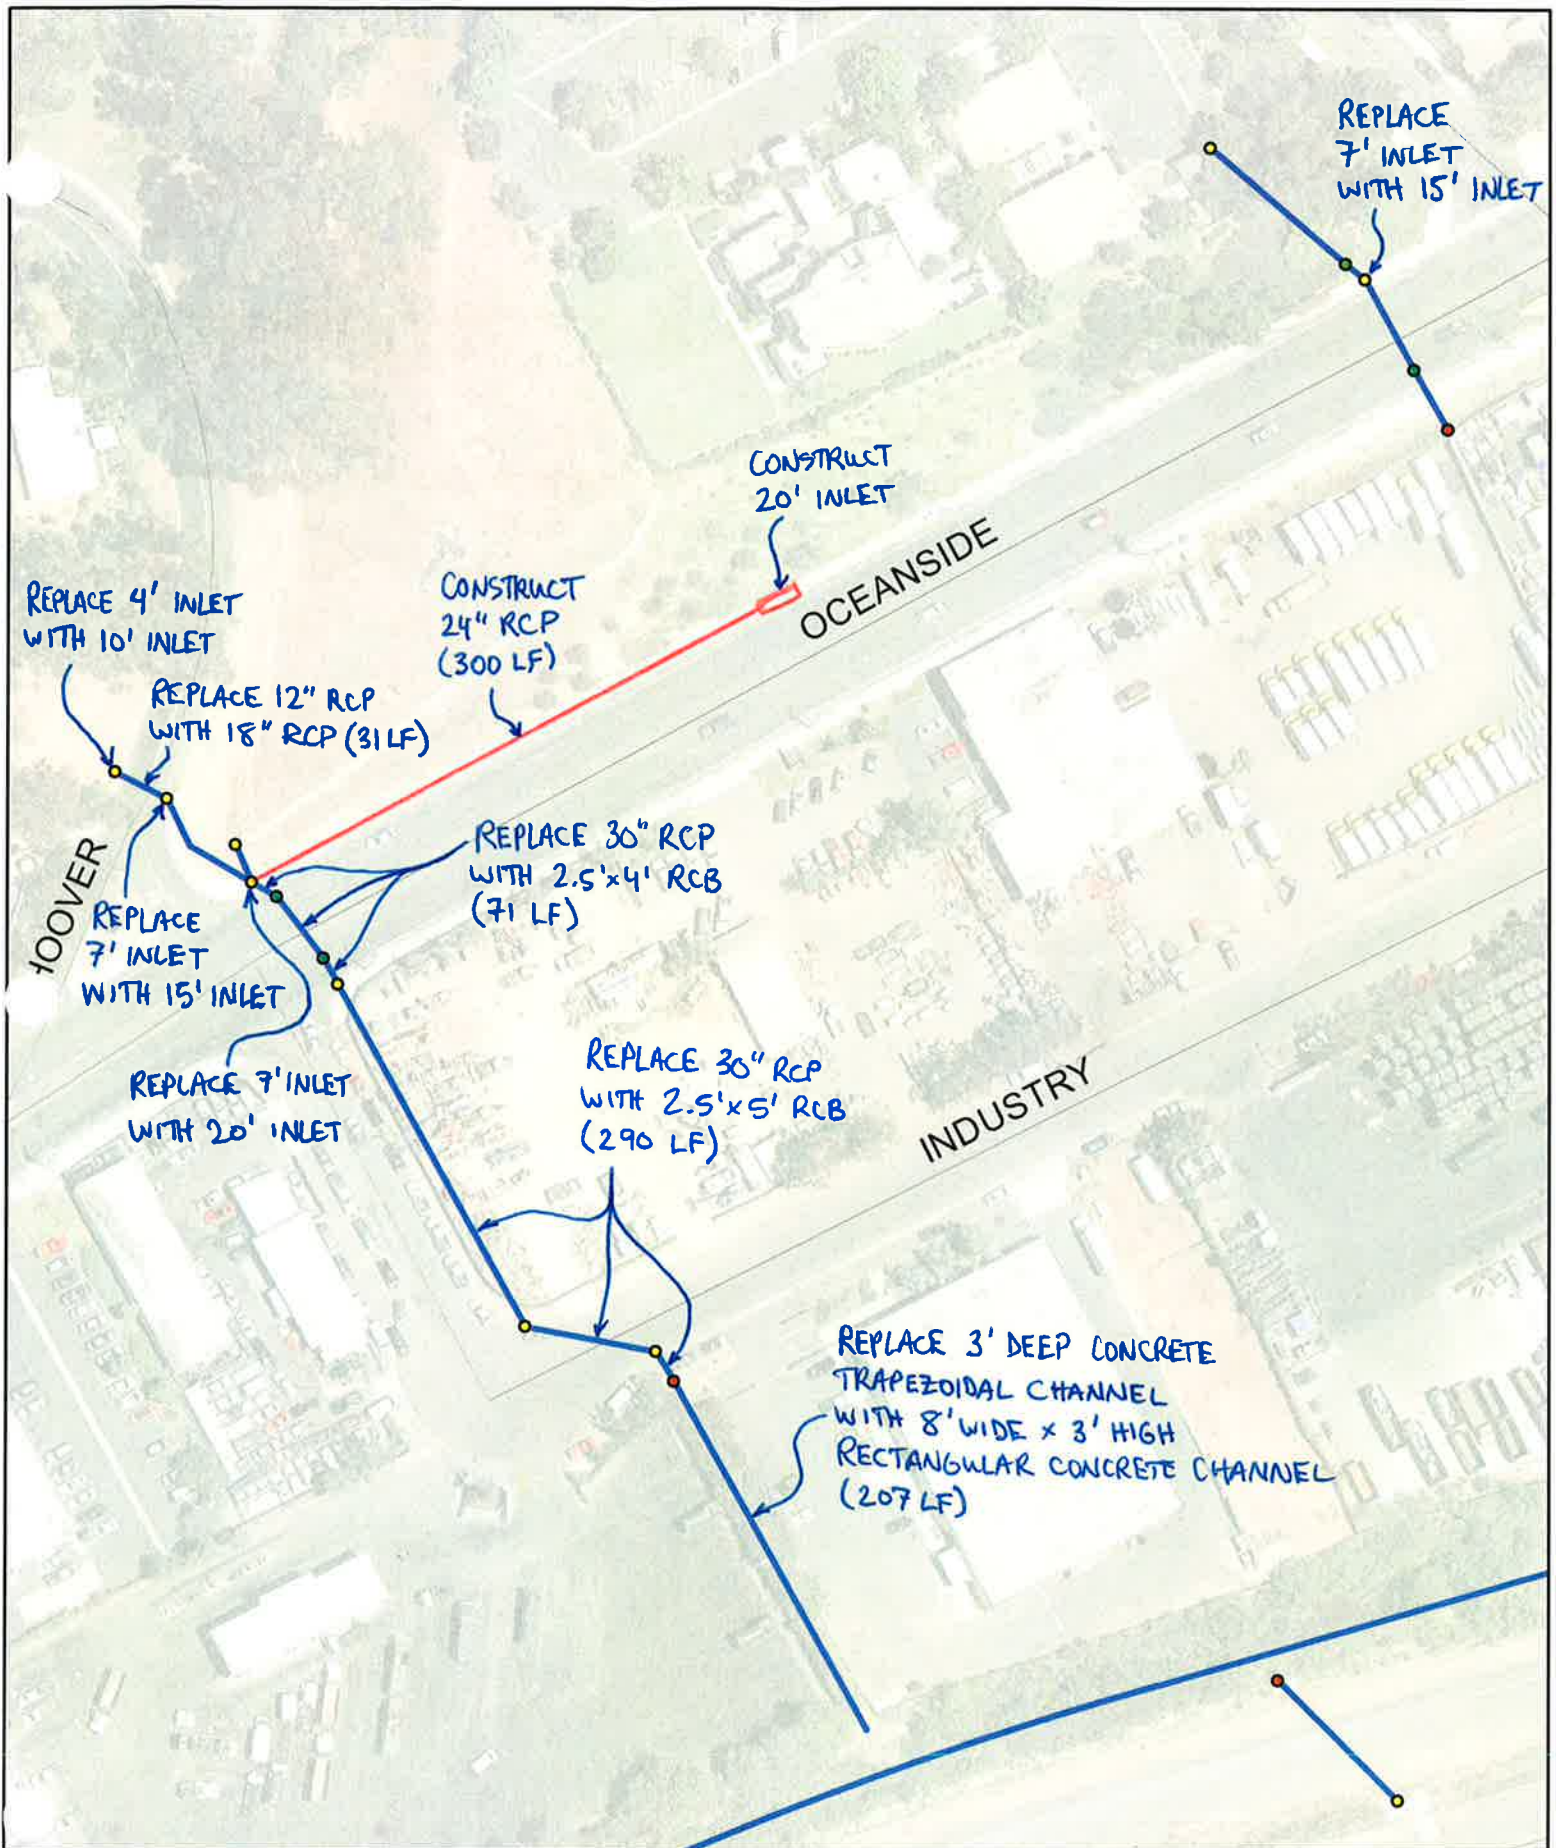 REPLACE
7' INLET
WITH 15' INLET
CONSTRUCT
20' INLET
OCEANSIDE
CONSTRUCT
24" RCP
(300 LF)
REPLACE 4' INLET
WITH 10' INLET
REPLACE 12" RCP
WITH 18" RCP (31 LF)
HOOVER
REPLACE 30" RCP
WITH 2.5'x4' RCB
(71 LF)
REPLACE
7' INLET
WITH 15' INLET
REPLACE 7' INLET
WITH 20' INLET
REPLACE 30" RCP
WITH 2.5'x5' RCB
(290 LF)
INDUSTRY
REPLACE 3' DEEP CONCRETE
TRAPEZOIDAL CHANNEL
WITH 8' WIDE x 3' HIGH
RECTANGULAR CONCRETE CHANNEL
(207 LF)